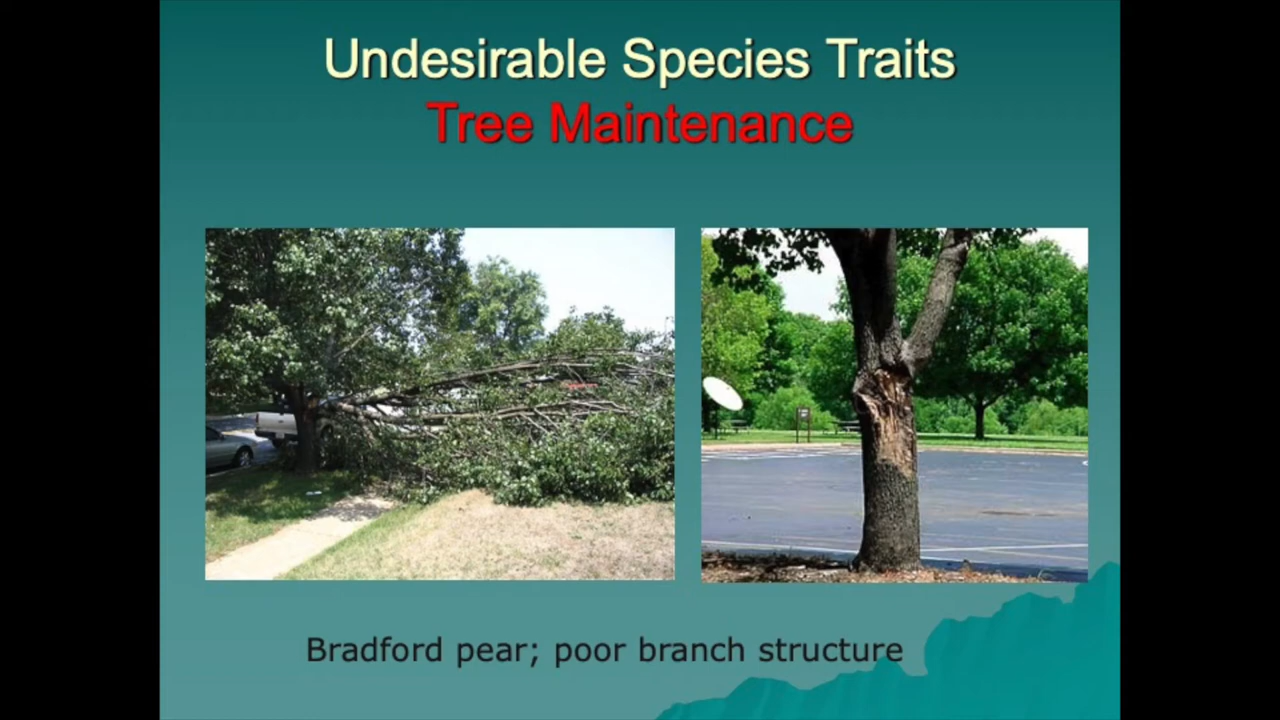 Undesirable Species Traits
Tree Maintenance
Bradford pear; poor branch structure